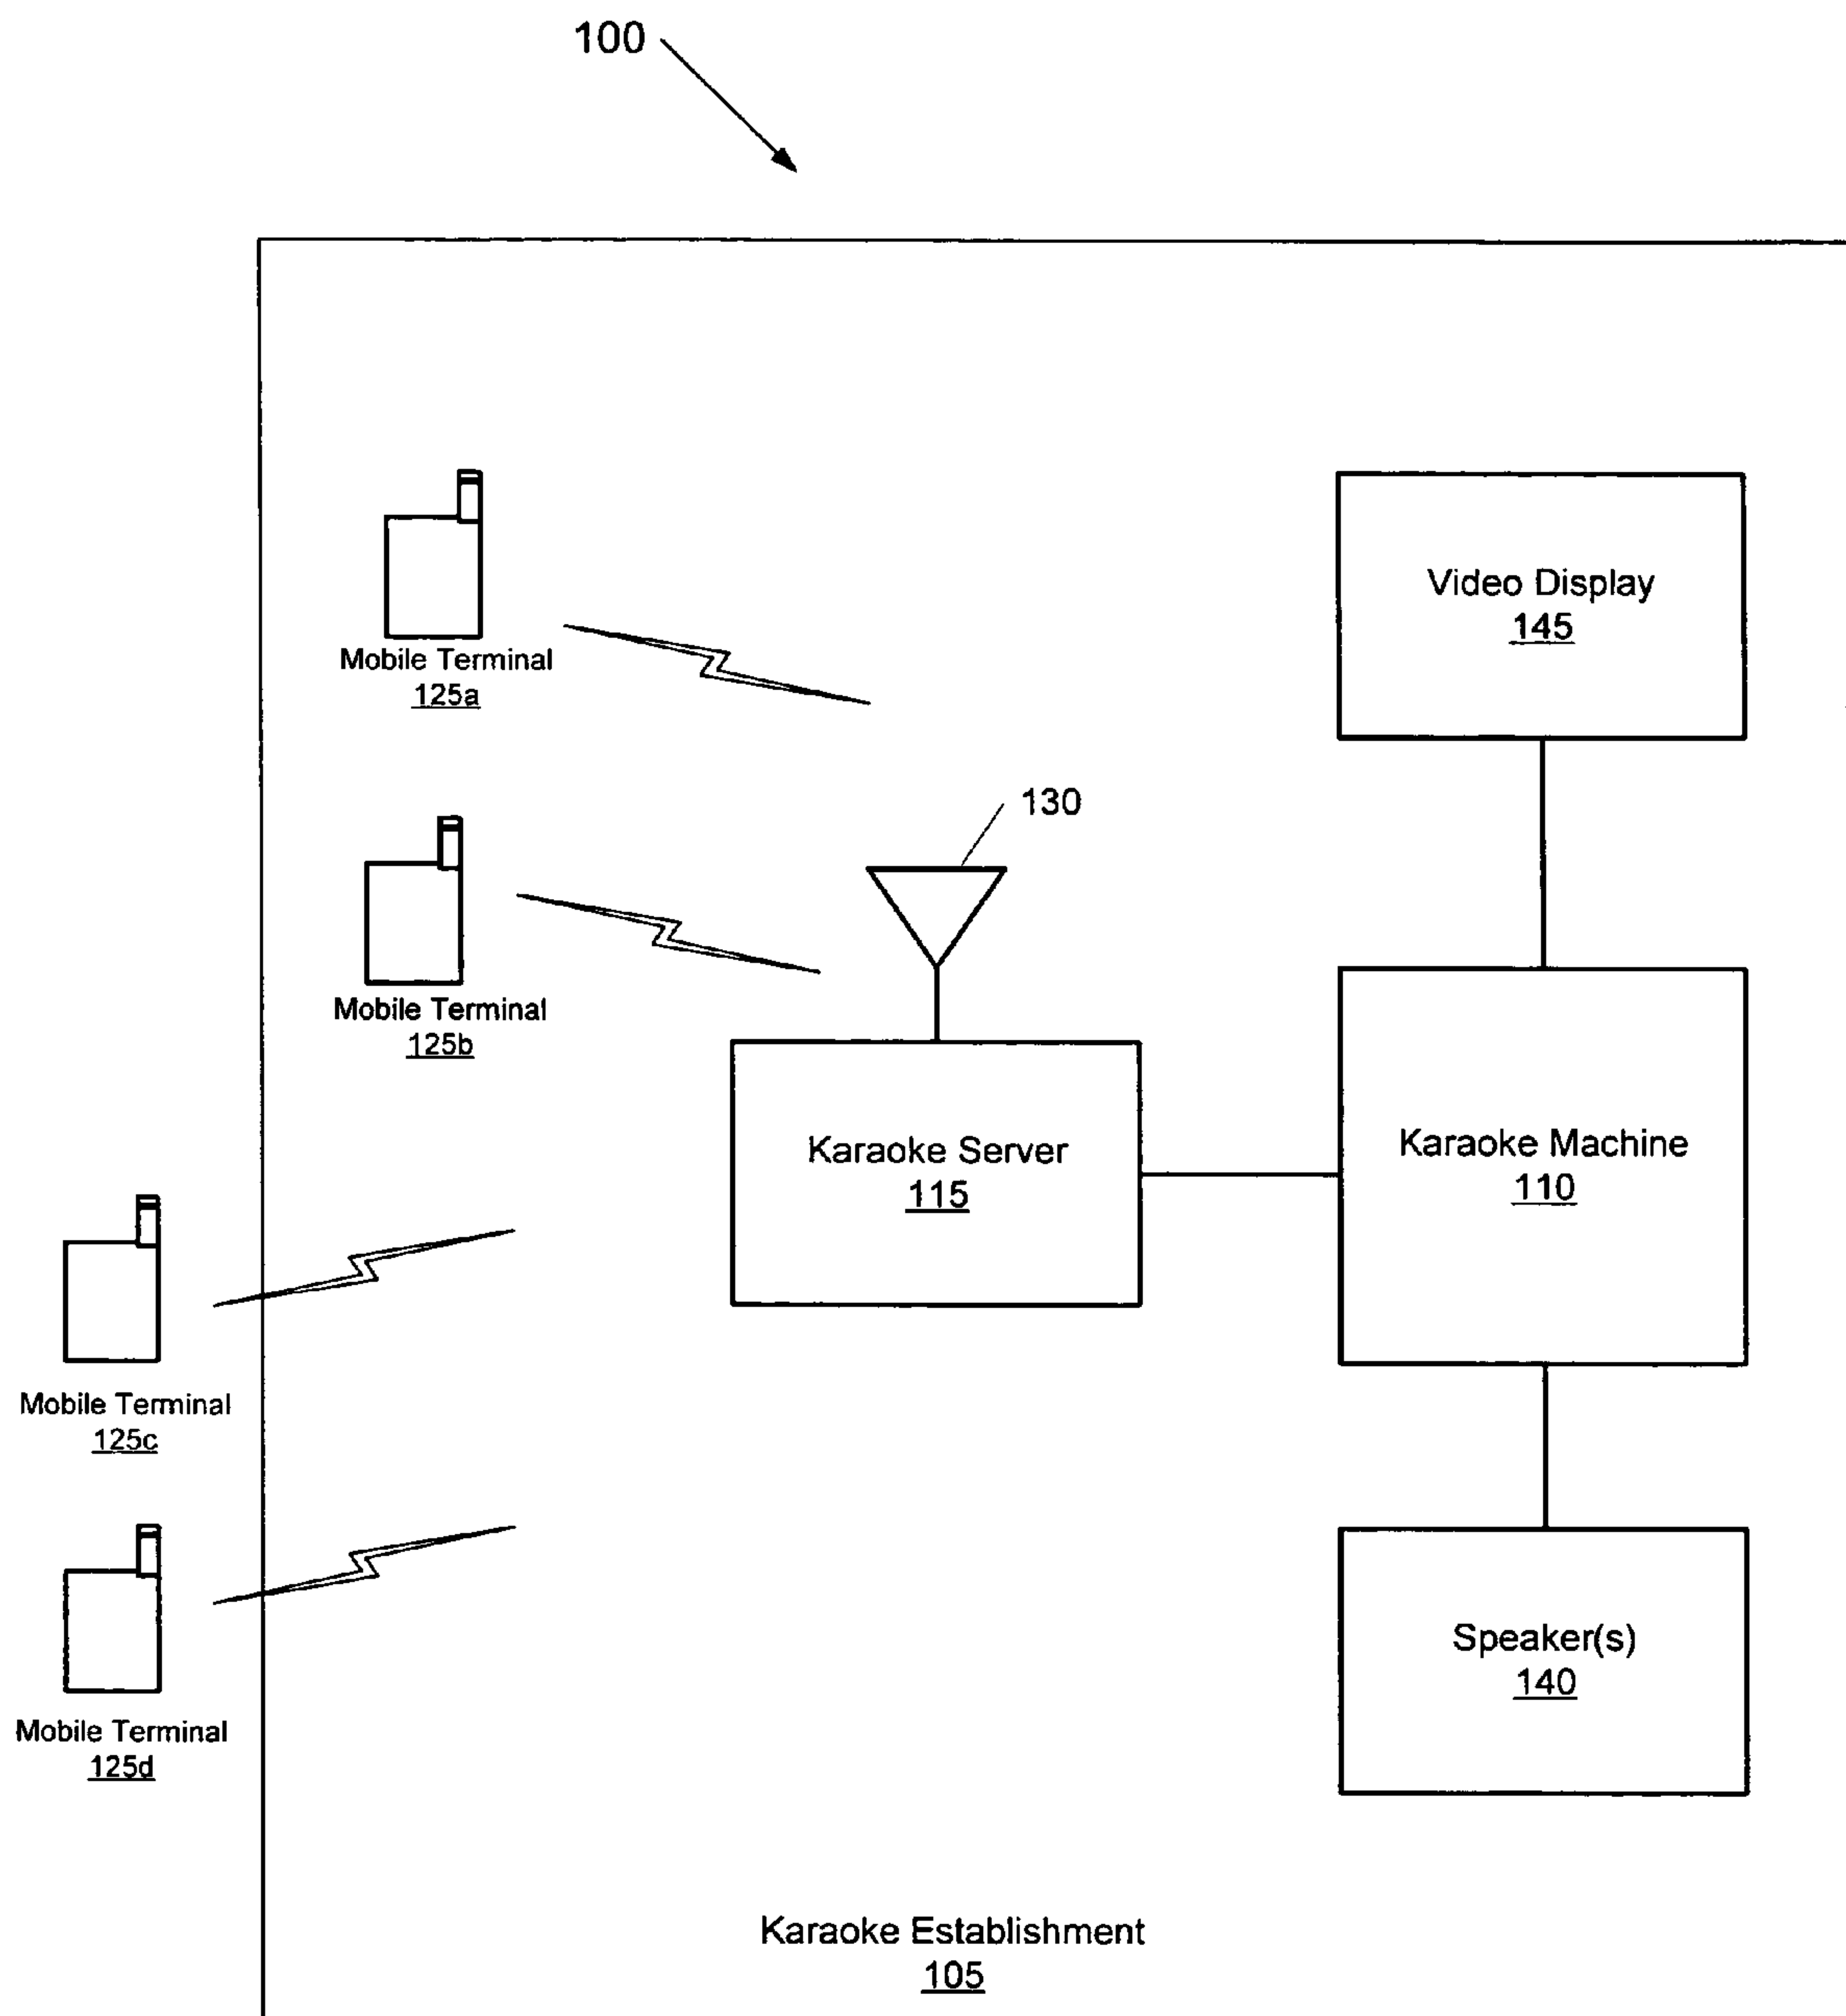 100
Video Display
145
Mobile Terminal
125a
130
Mobile Terminal
125b
Karaoke Server
115
Karaoke Machine
110
Mobile Terminal
125c
Speaker(s)
140
Mobile Terminal
125d
Karaoke Establishment
105